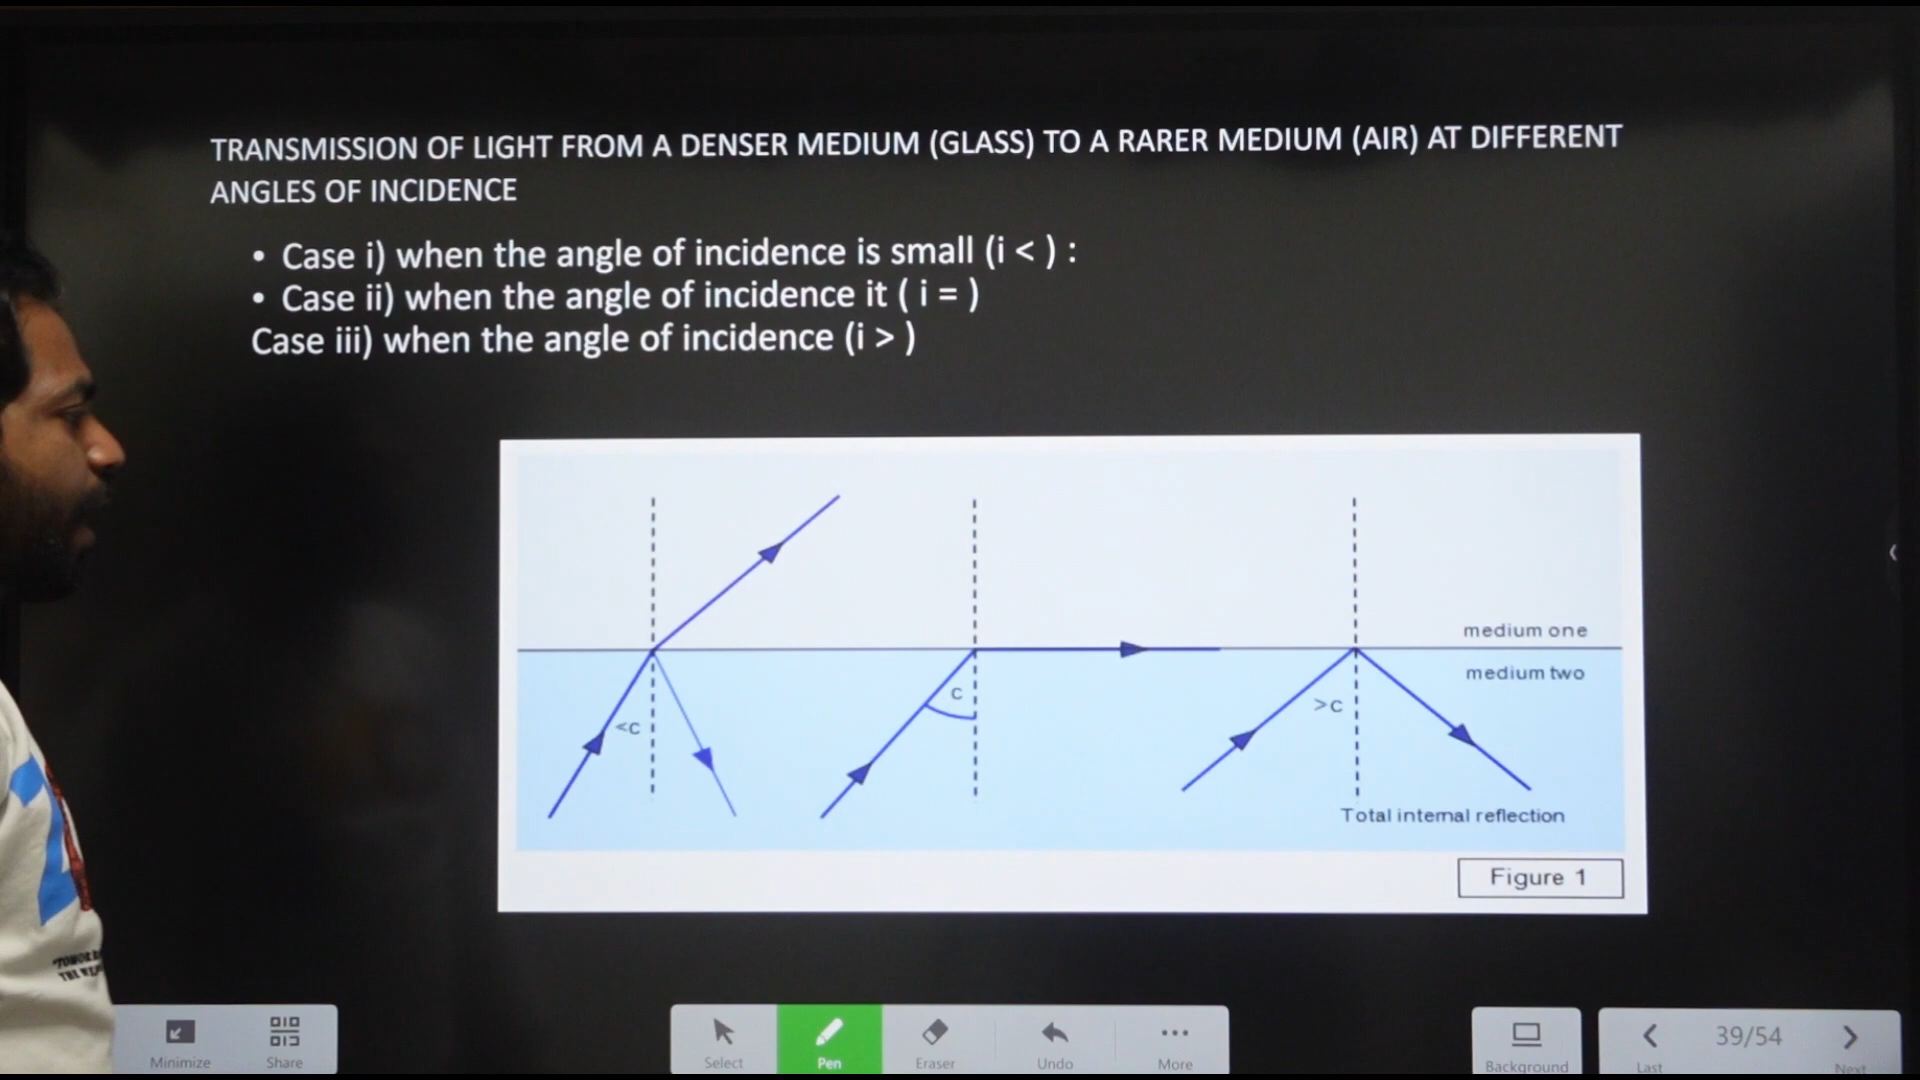 TRANSMISSION OF LIGHT FROM A DENSER MEDIUM (GLASS) TO A RARER MEDIUM (AIR) AT DIFFERENT
ANGLES OF INCIDENCE
• Case i) when the angle of incidence is small (i < ) :
• Case ii) when the angle of incidence it ( i = )
Case iii) when the angle of incidence (i > )
medium one
medium two
<c
c
>c
Total internal reflection
Figure 1
THE
Minimize
Share
Select
Pen
Eraser
Undo
More
Background
Last
39/54
Next